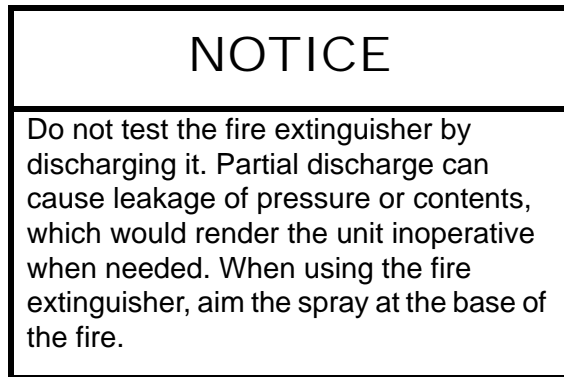 NOTICE
Do not test the fire extinguisher by
discharging it. Partial discharge can
cause leakage of pressure or contents,
which would render the unit inoperative
when needed. When using the fire
extinguisher, aim the spray at the base of
the fire.